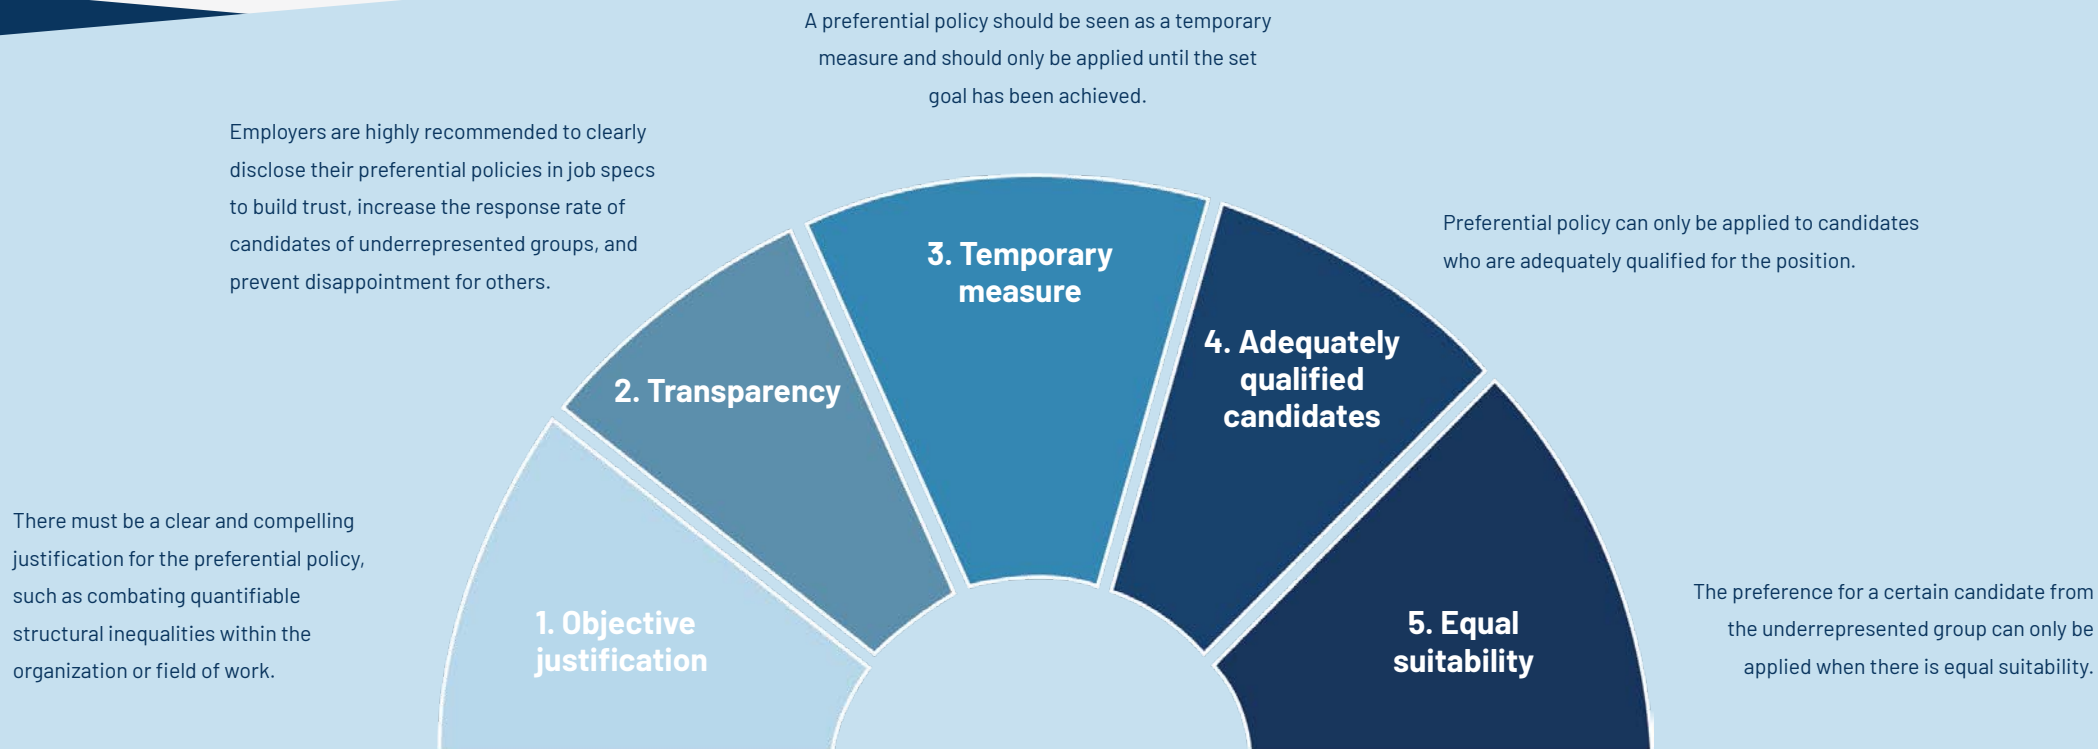 There must be a clear and compelling
justification for the preferential policy,
such as combating quantifiable
structural inequalities within the
organization or field of work.
1. Objective
justification
Employers are highly recommended to clearly
disclose their preferential policies in job specs
to build trust, increase the response rate of
candidates of underrepresented groups, and
prevent disappointment for others.
2. Transparency
A preferential policy should be seen as a temporary
measure and should only be applied until the set
goal has been achieved.
3. Temporary
measure
Preferential policy can only be applied to candidates
who are adequately qualified for the position.
4. Adequately
qualified
candidates
The preference for a certain candidate from
the underrepresented group can only be
applied when there is equal suitability.
5. Equal
suitability